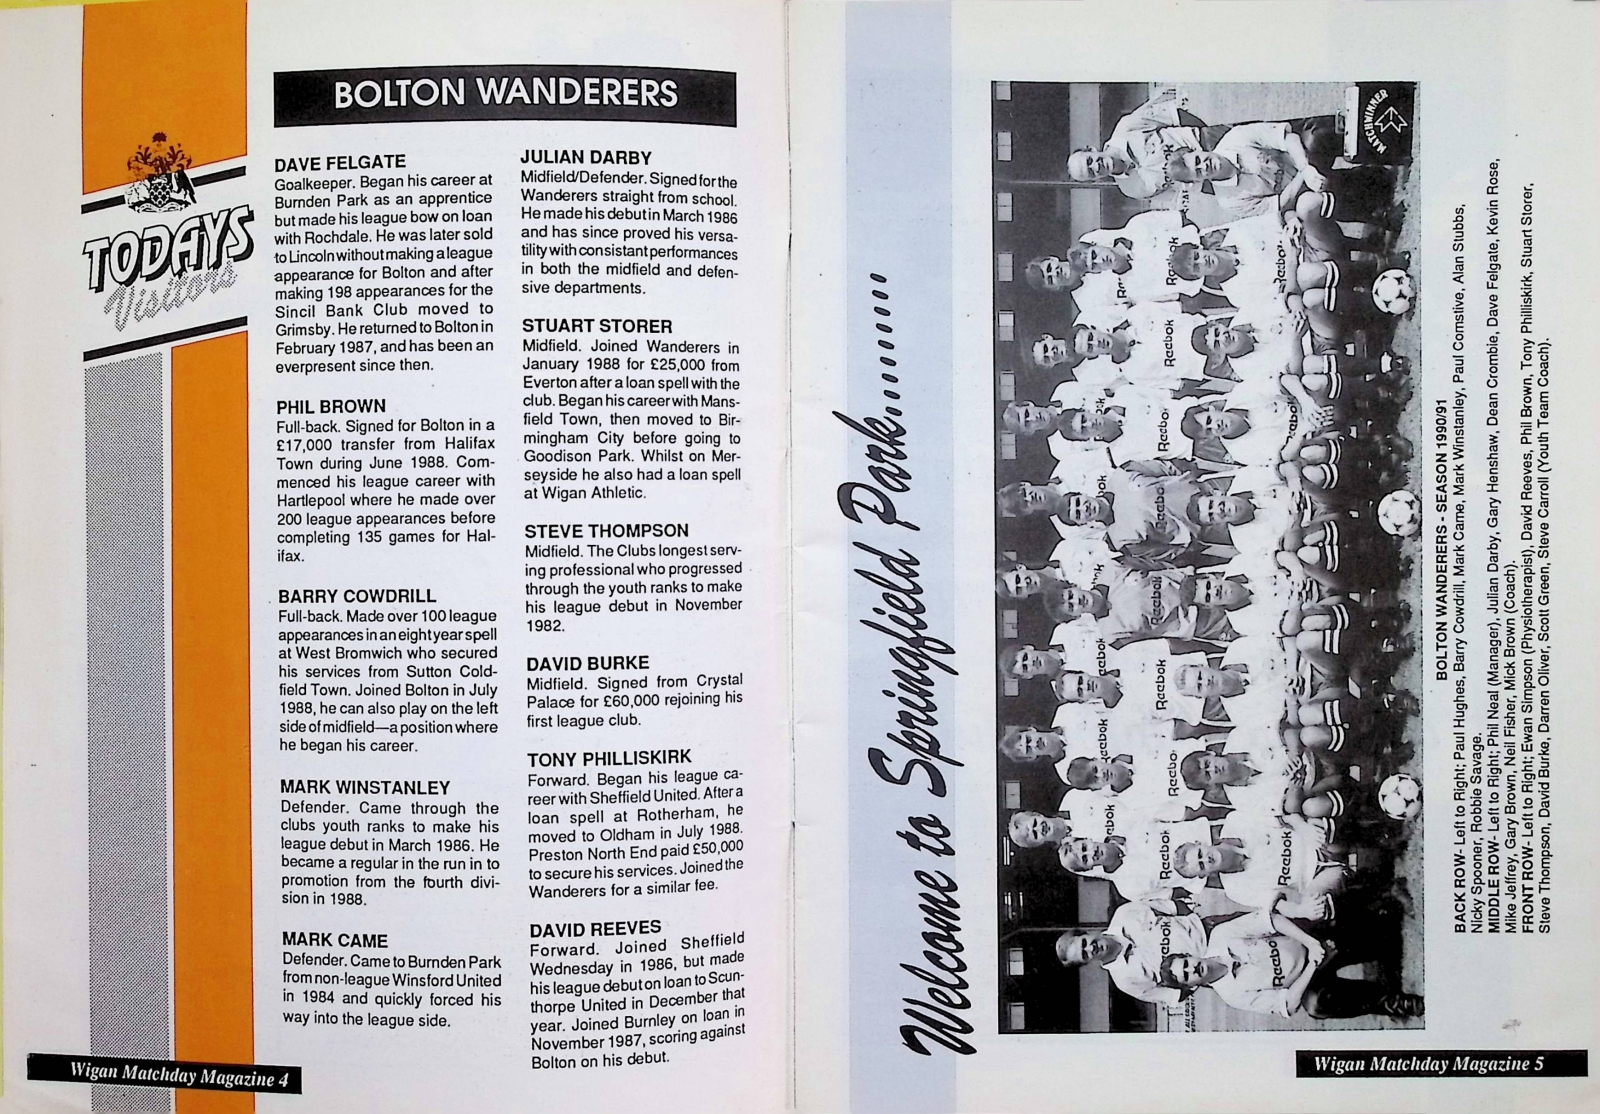 TODAYS
Visitors
BOLTON WANDERERS
DAVE FELGATE
Goalkeeper. Began his career at
Burnden Park as an apprentice
but made his league bow on loan
with Rochdale. He was later sold
to Lincoln without making a league
appearance for Bolton and after
making 198 appearances for the
Sincil Bank Club moved to
Grimsby. He returned to Bolton in
February 1987, and has been an
everpresent since then.
PHIL BROWN
Full-back. Signed for Bolton in a
£17,000 transfer from Halifax
Town during June 1988. Com-
menced his league career with
Hartlepool where he made over
200 league appearances before
completing 135 games for Hal-
ifax.
BARRY COWDRILL
Full-back. Made over 100 league
appearances in an eight year spell
at West Bromwich who secured
his services from Sutton Cold-
field Town. Joined Bolton in July
1988, he can also play on the left
side of midfield—a position where
he began his career.
MARK WINSTANLEY
Defender. Came through the
clubs youth ranks to make his
league debut in March 1986. He
became a regular in the run in to
promotion from the fourth divi-
sion in 1988.
MARK CAME
Defender. Came to Burnden Park
from non-league Winsford United
in 1984 and quickly forced his
way into the league side.
JULIAN DARBY
Midfield/Defender. Signed for the
Wanderers straight from school.
He made his debut in March 1986
and has since proved his versa-
tility with consistant performances
in both the midfield and defen-
sive departments.
STUART STORER
Midfield. Joined Wanderers in
January 1988 for £25,000 from
Everton after a loan spell with the
club. Began his career with Mans-
field Town, then moved to Bir-
mingham City before going to
Goodison Park. Whilst on Mer-
seyside he also had a loan spell
at Wigan Athletic.
STEVE THOMPSON
Midfield. The Clubs longest serv-
ing professional who progressed
through the youth ranks to make
his league debut in November
1982.
DAVID BURKE
Midfield. Signed from Crystal
Palace for £60,000 rejoining his
first league club.
TONY PHILLISKIRK
Forward. Began his league ca-
reer with Sheffield United. After a
loan spell at Rotherham, he
moved to Oldham in July 1988.
Preston North End paid £50,000
to secure his services. Joined the
Wanderers for a similar fee.
DAVID REEVES
Forward. Joined Sheffield
Wednesday in 1986, but made
his league debut on loan to Scun-
thorpe United in December that
year. Joined Burnley on loan in
November 1987, scoring against
Bolton on his debut.
Wigan Matchday Magazine 4
Welcome to Springfield Park..........
MATCHWINNER
Reebok
Reebok
Reebok
Reebok
Reebok
Reebok
Reebok
BOLTON WANDERERS - SEASON 1990/91
BACK ROW- Left to Right; Paul Hughes, Barry Cowdrill, Mark Came, Mark Winstanley, Paul Comstive, Alan Stubbs,
Nicky Spooner, Robbie Savage.
MIDDLE ROW- Left to Right; Phil Neal (Manager), Julian Darby, Gary Henshaw, Dean Crombie, Dave Felgate, Kevin Rose,
Mike Jeffrey, Gary Brown, Neil Fisher, Mick Brown (Coach).
FRONT ROW- Left to Right; Ewan Simpson (Physiotherapist), David Reeves, Phil Brown, Tony Philliskirk, Stuart Storer,
Steve Thompson, David Burke, Darren Oliver, Scott Green, Steve Carroll (Youth Team Coach).
Wigan Matchday Magazine 5